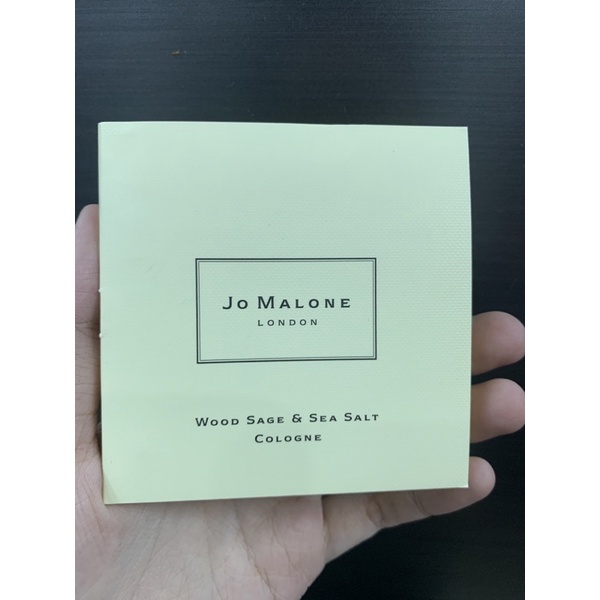 Jo Malone
LONDON
Wood Sage & Sea Salt
Cologne